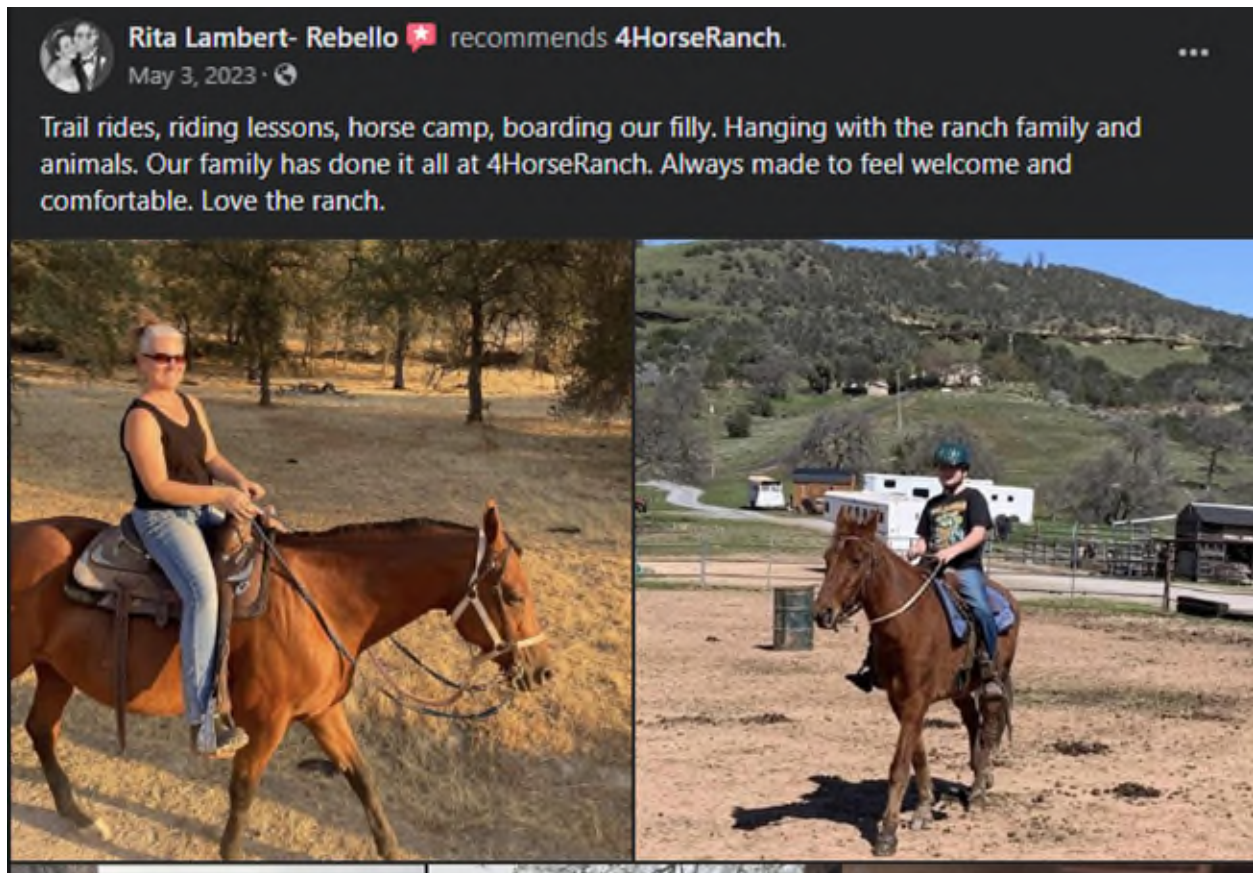 Rita Lambert- Rebello recommends 4HorseRanch.
May 3, 2023 ·
Trail rides, riding lessons, horse camp, boarding our filly. Hanging with the ranch family and
animals. Our family has done it all at 4HorseRanch. Always made to feel welcome and
comfortable. Love the ranch.